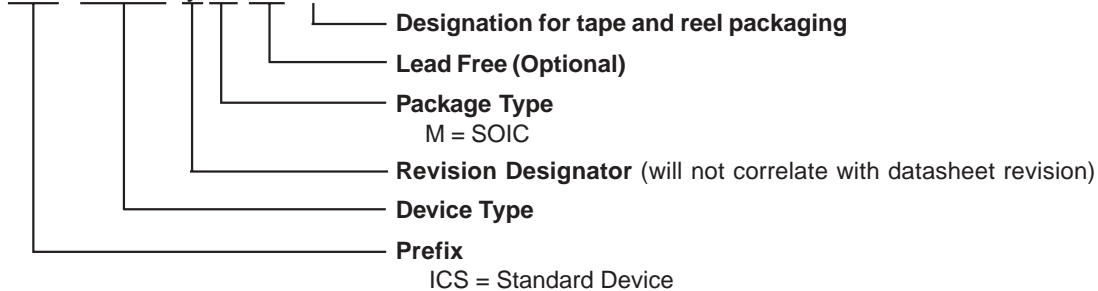 Designation for tape and reel packaging
Lead Free (Optional)
Package Type
M = SOIC
Revision Designator (will not correlate with datasheet revision)
Device Type
Prefix
ICS = Standard Device